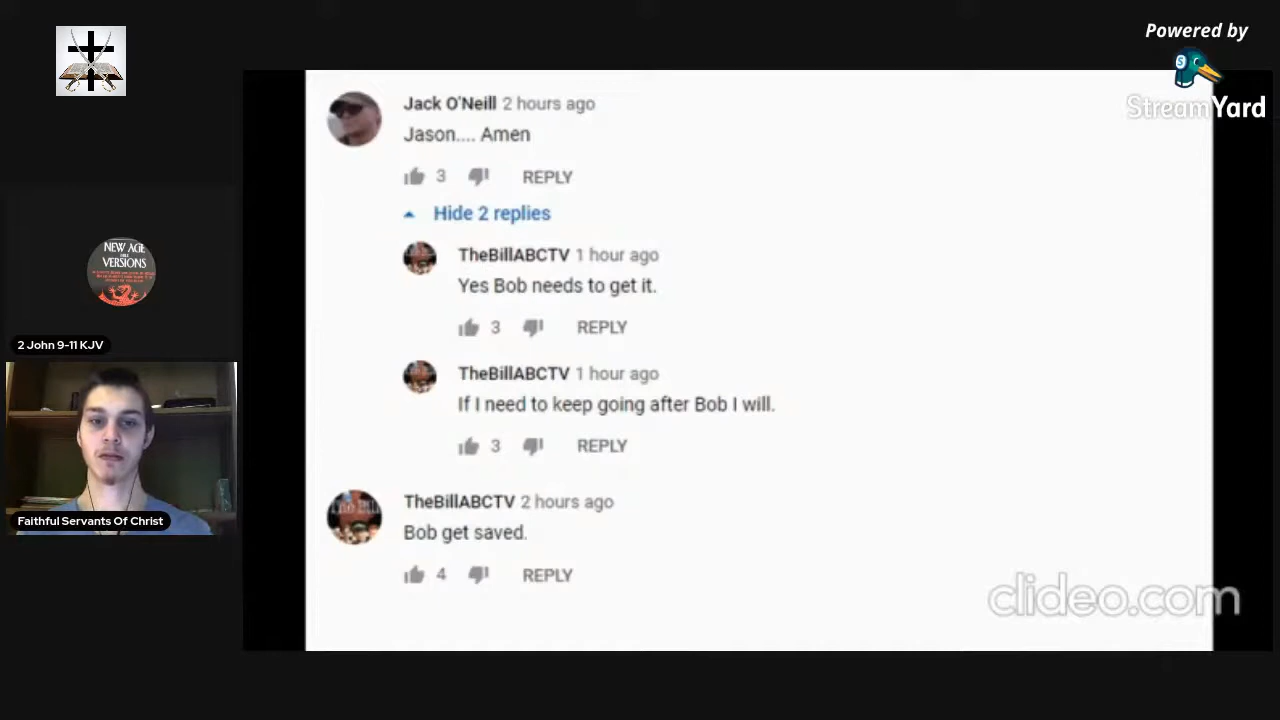 Powered by
StreamYard
Jack O'Neill 2 hours ago
Jason.... Amen
3 REPLY
Hide 2 replies
TheBillABCTV 1 hour ago
Yes Bob needs to get it.
3 REPLY
TheBillABCTV 1 hour ago
If I need to keep going after Bob I will.
3 REPLY
TheBillABCTV 2 hours ago
Bob get saved.
4 REPLY
NEW AGE
VERSIONS
2 John 9-11 KJV
Faithful Servants Of Christ
clideo.com